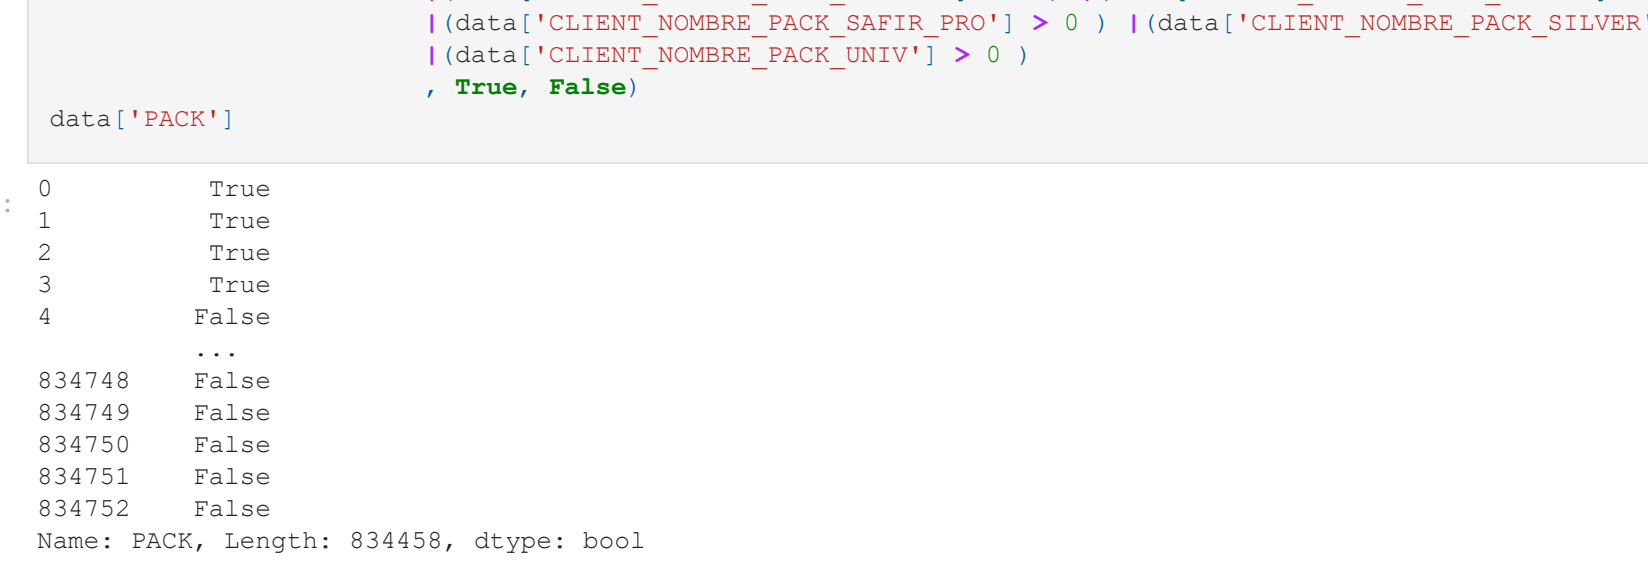 |(data['CLIENT_NOMBRE_PACK_SAFIR_PRO'] > 0 ) |(data['CLIENT_NOMBRE_PACK_SILVER'
|(data['CLIENT_NOMBRE_PACK_UNIV'] > 0 )
, True, False)
data['PACK']
: 0 True
1 True
2 True
3 True
4 False
...
834748 False
834749 False
834750 False
834751 False
834752 False
Name: PACK, Length: 834458, dtype: bool